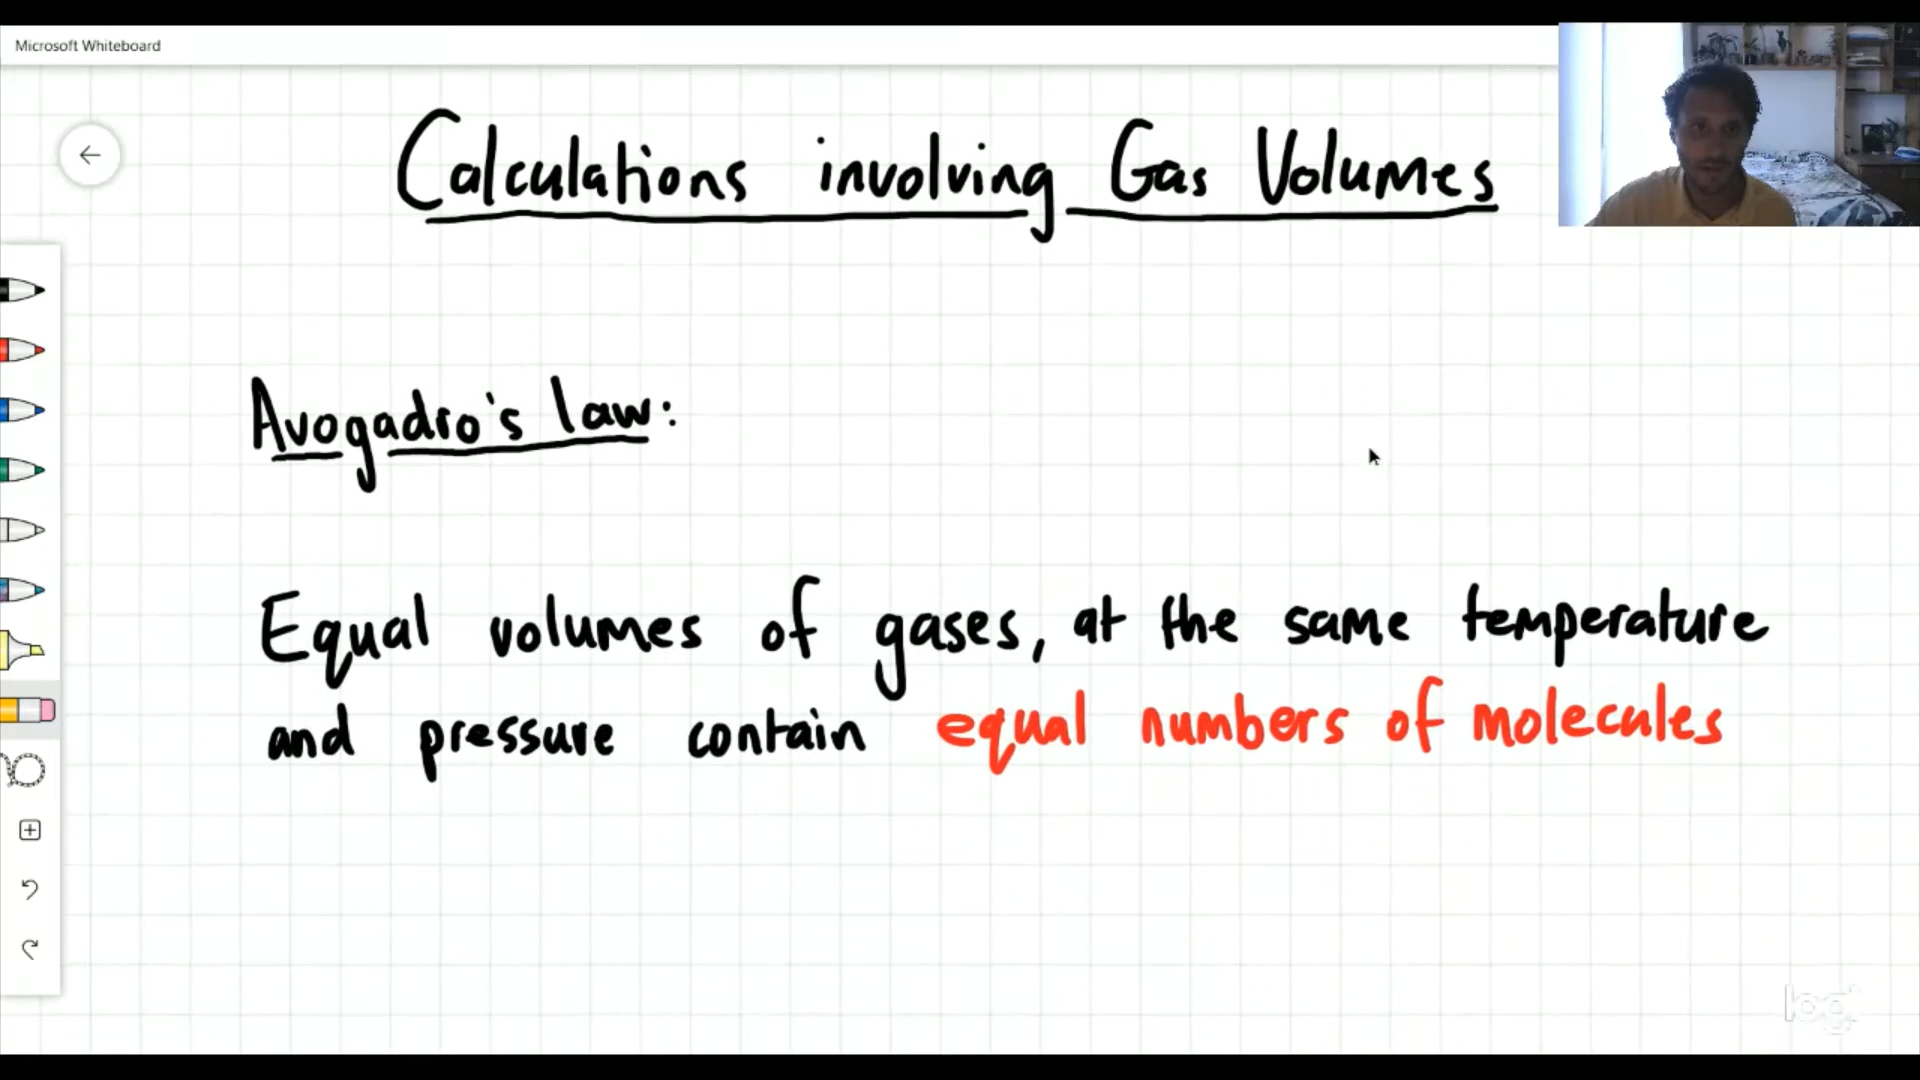 Microsoft Whiteboard
Calculations involving Gas Volumes
Avogadro's law:
Equal volumes of gases, at the same temperature
and pressure contain equal numbers of molecules
logi